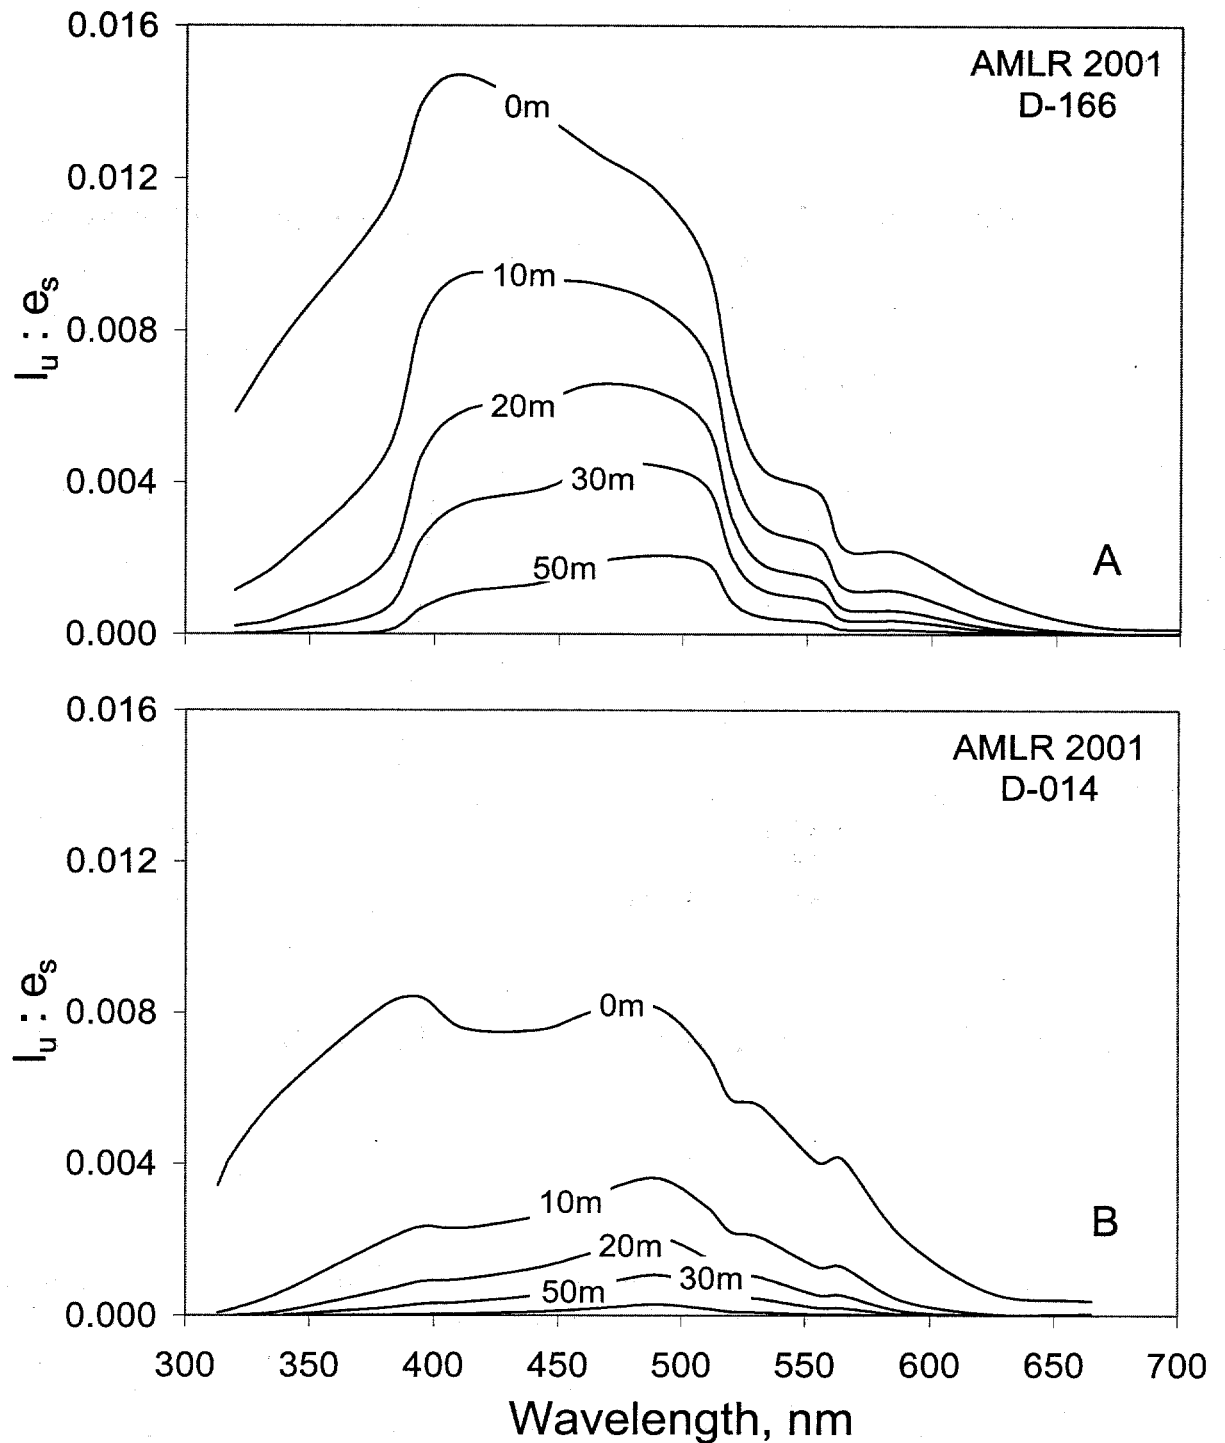 0.016
0.012
0.008
0.004
0.000
I_u : e_s
AMLR 2001
D-166
0m
10m
20m
30m
50m
A
0.016
0.012
0.008
0.004
0.000
I_u : e_s
AMLR 2001
D-014
0m
10m
20m
30m
50m
B
300 350 400 450 500 550 600 650 700
Wavelength, nm